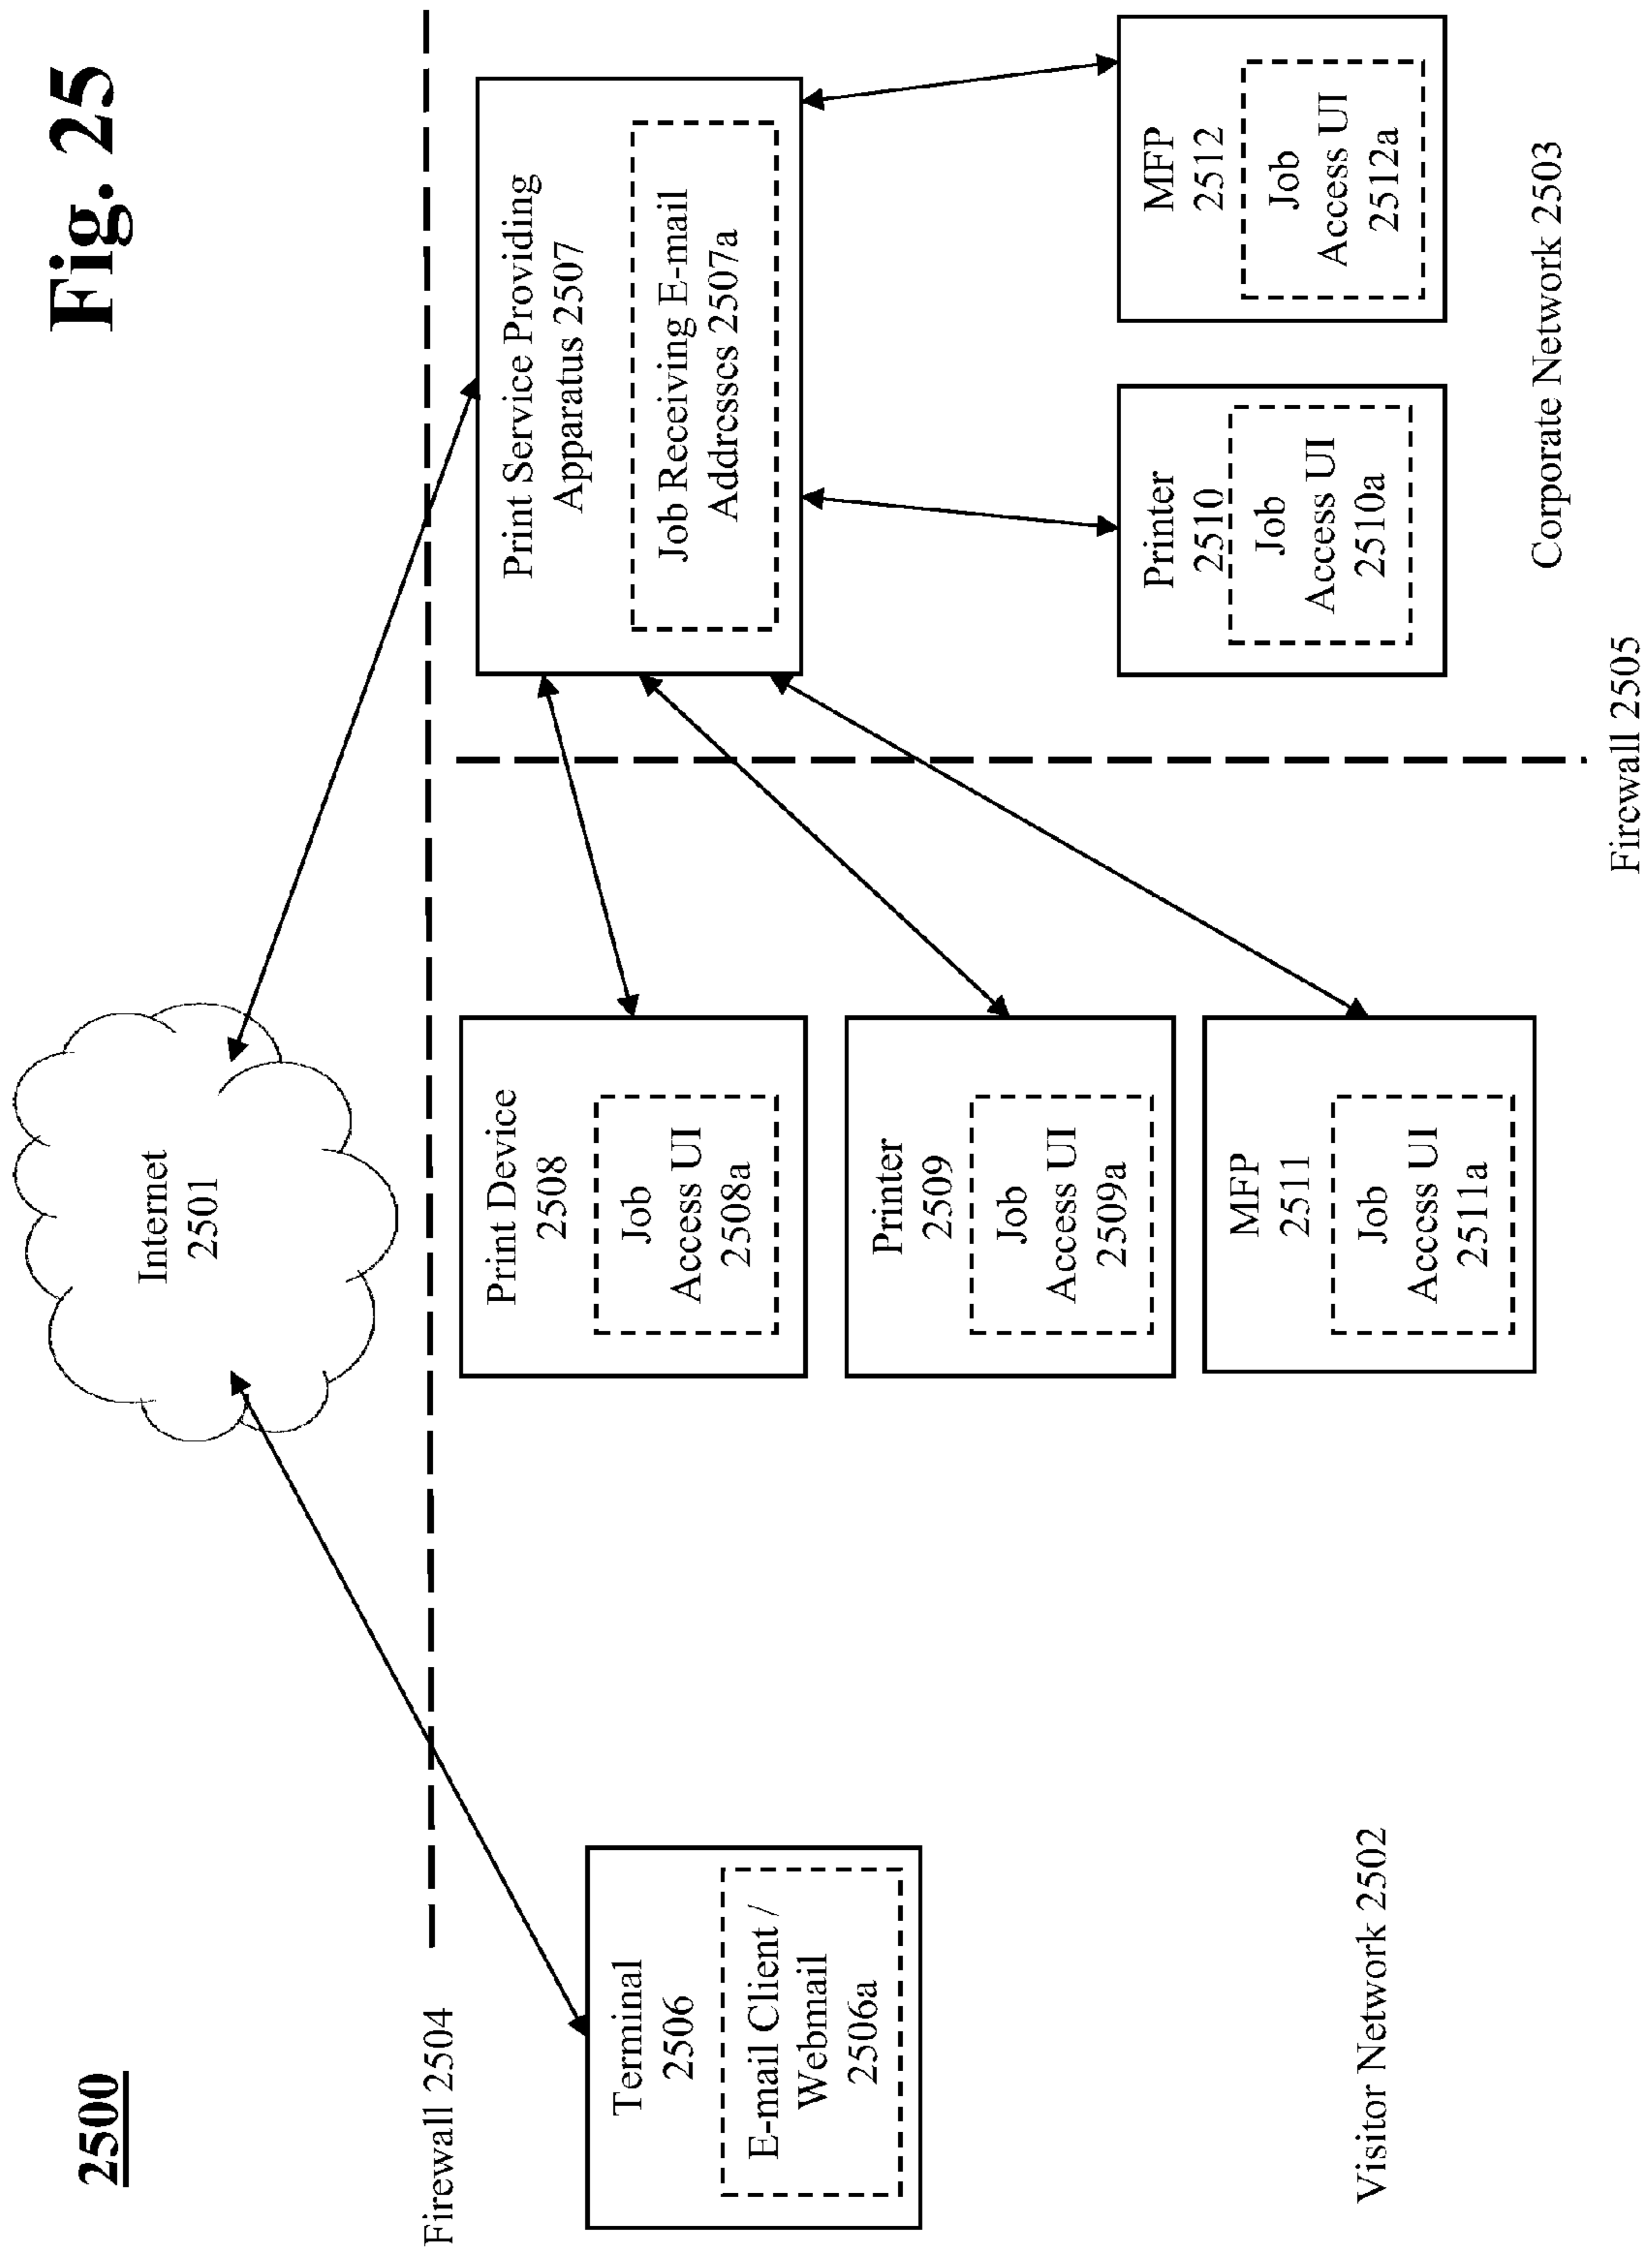 2500
Fig. 25
Internet
2501
Firewall 2504
Terminal
2506
E-mail Client /
Webmail
2506a
Print Device
2508
Job
Access UI
2508a
Printer
2509
Job
Access UI
2509a
MFP
2511
Job
Access UI
2511a
Print Service Providing
Apparatus 2507
Job Receiving E-mail
Addresses 2507a
Printer
2510
Job
Access UI
2510a
MFP
2512
Job
Access UI
2512a
Visitor Network 2502
Corporate Network 2503
Firewall 2505